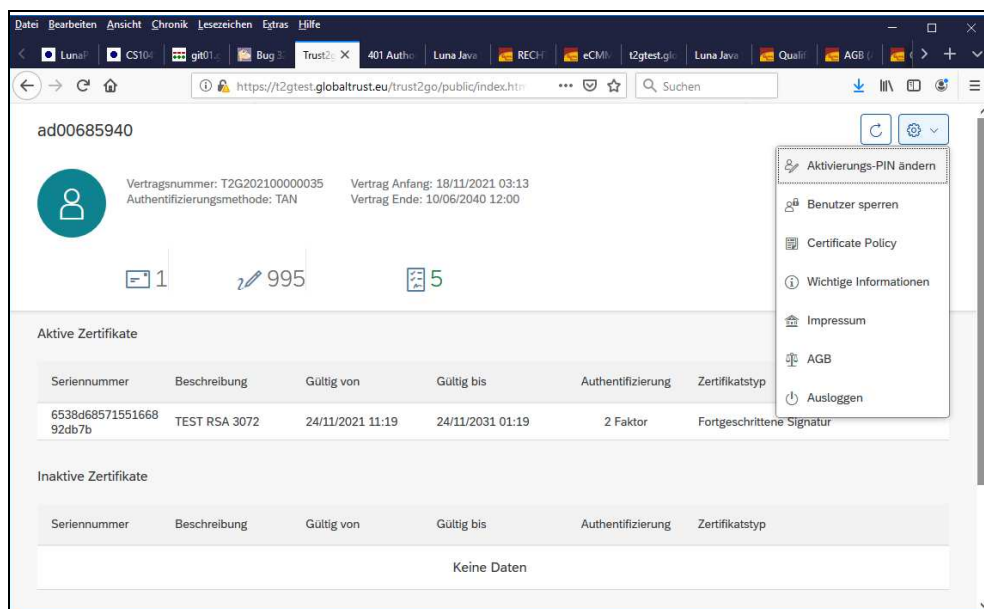 Datei Bearbeiten Ansicht Chronik Lesezeichen Extras Hilfe
LunaP CS104 git01.g Bug 3 Trust2g 401 Autho Luna Java RECHT eCMM t2gtest.glo Luna Java Qualifi AGB (
https://t2gtest.globaltrust.eu/trust2go/public/index.htm Suchen
ad00685940
Vertragsnummer: T2G202100000035 Vertrag Anfang: 18/11/2021 03:13
Authentifizierungsmethode: TAN Vertrag Ende: 10/06/2040 12:00
1 995 5
Aktivierungs-PIN ändern
Benutzer sperren
Certificate Policy
Wichtige Informationen
Impressum
AGB
Ausloggen
Aktive Zertifikate
Seriennummer Beschreibung Gültig von Gültig bis Authentifizierung Zertifikatstyp
6538d68571551668 TEST RSA 3072 24/11/2021 11:19 24/11/2031 01:19 2 Faktor Fortgeschrittene Signatur
92db7b
Inaktive Zertifikate
Seriennummer Beschreibung Gültig von Gültig bis Authentifizierung Zertifikatstyp
Keine Daten